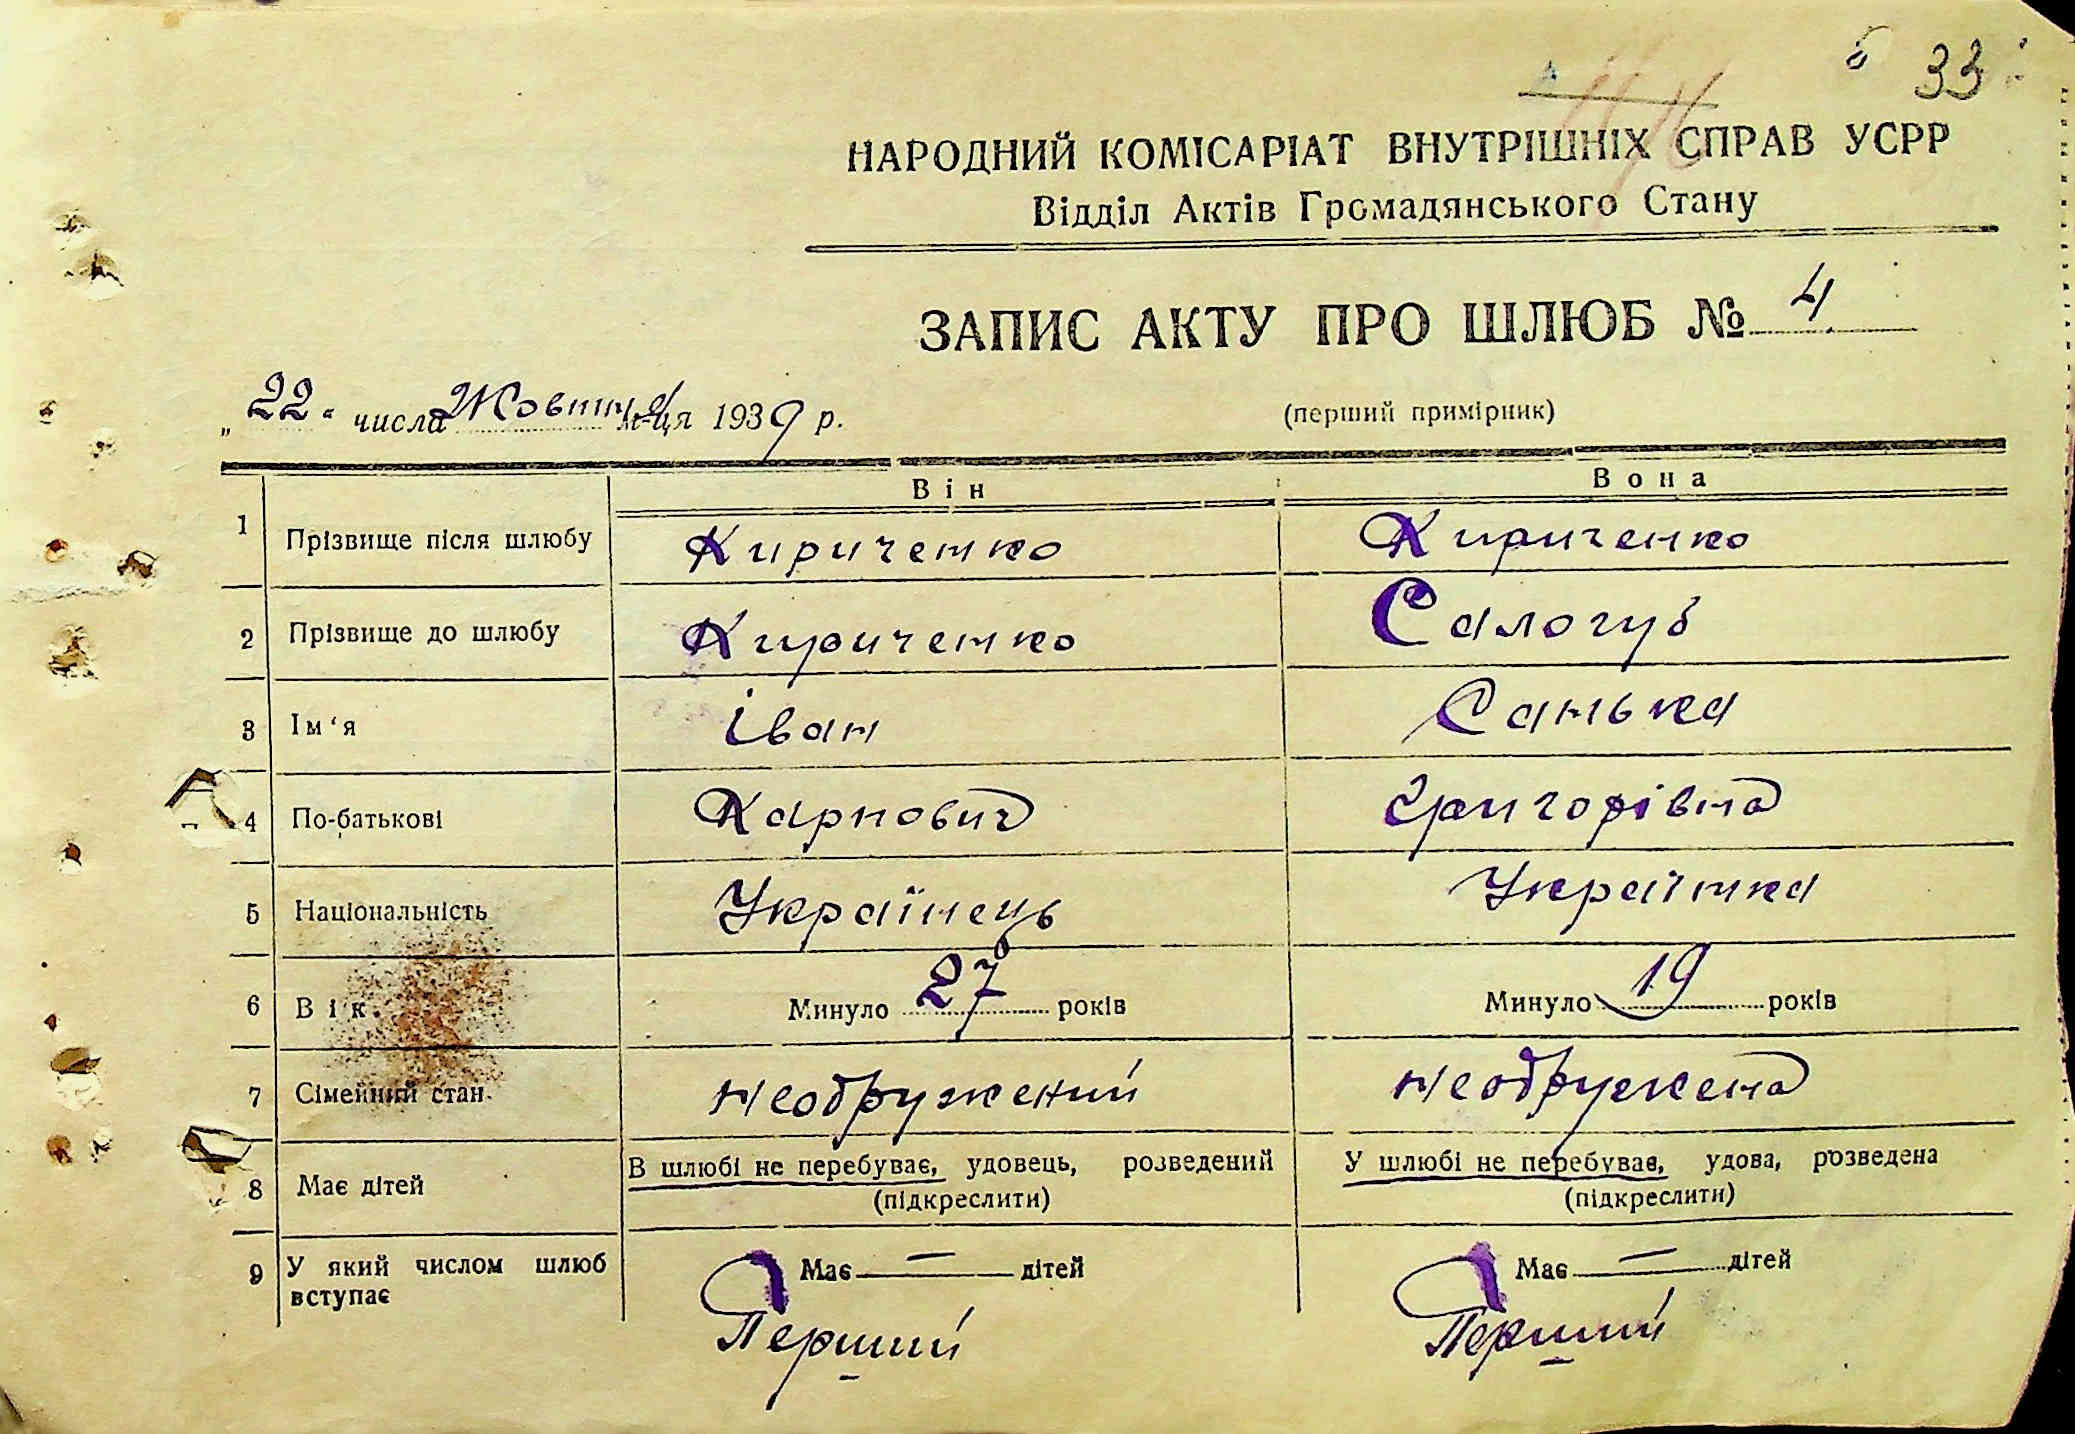 33
НАРОДНИЙ КОМІСАРІАТ ВНУТРІШНІХ СПРАВ УСРР
Відділ Актів Громадянського Стану
ЗАПИС АКТУ ПРО ШЛЮБ № 4
„22“ числа Жовтня м-ця 1939 р.
(перший примірник)
Він Вона
1 Прізвище після шлюбу Кириченко Кириченко
2 Прізвище до шлюбу Кириченко Салогуб
3 Ім'я Іван Санька
4 По-батькові Карпович Григорівна
5 Національність Українець Українка
6 Вік. Минуло 27 років Минуло 19 років
7 Сімейний стан. необружений необружена
8 Має дітей В шлюбі не перебуває, удовець, розведений У шлюбі не перебуває, удова, розведена
(підкреслити) (підкреслити)
9 У який числом шлюб Має — дітей Має — дітей
вступає
Перший Перший